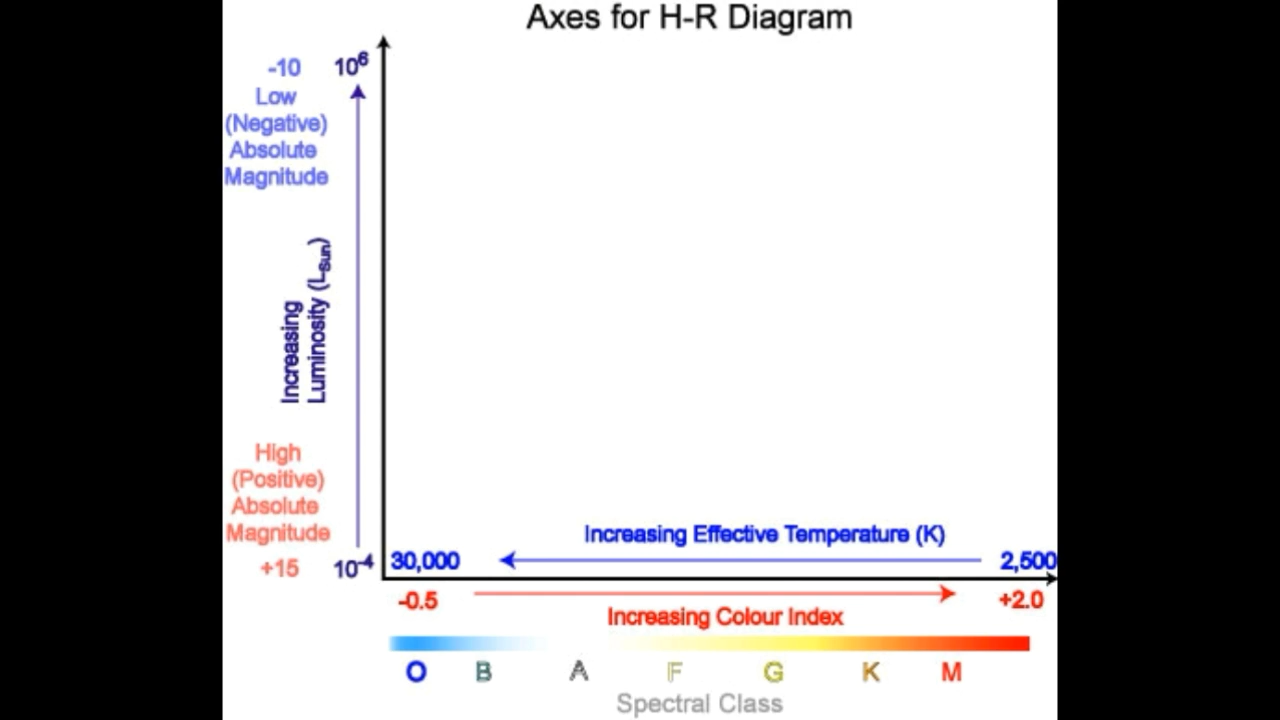 Axes for H-R Diagram
-10
10⁶
Low
(Negative)
Absolute
Magnitude
Increasing
Luminosity (Lsun)
High
(Positive)
Absolute
Magnitude
+15
10⁻⁴
Increasing Effective Temperature (K)
30,000
2,500
-0.5
+2.0
Increasing Colour Index
O B A F G K M
Spectral Class